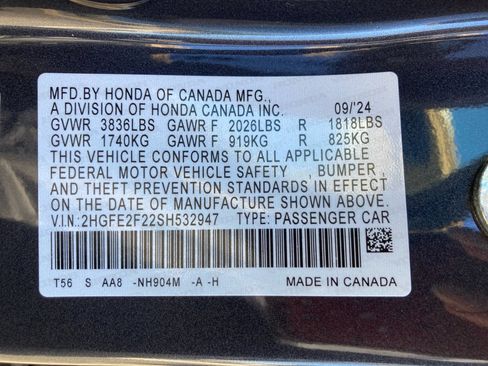 MFD.BY HONDA OF CANADA MFG.,
A DIVISION OF HONDA CANADA INC. 09/'24
GVWR 3836LBS GAWR F 2026LBS R 1818LBS
GVWR 1740KG GAWR F 919KG R 825KG
THIS VEHICLE CONFORMS TO ALL APPLICABLE
FEDERAL MOTOR VEHICLE SAFETY , BUMPER ,
AND THEFT PREVENTION STANDARDS IN EFFECT
ON THE DATE OF MANUFACTURE SHOWN ABOVE.
V.I.N.:2HGFE2F22SH532947 TYPE: PASSENGER CAR
T56 S AA8 -NH904M -A -H MADE IN CANADA